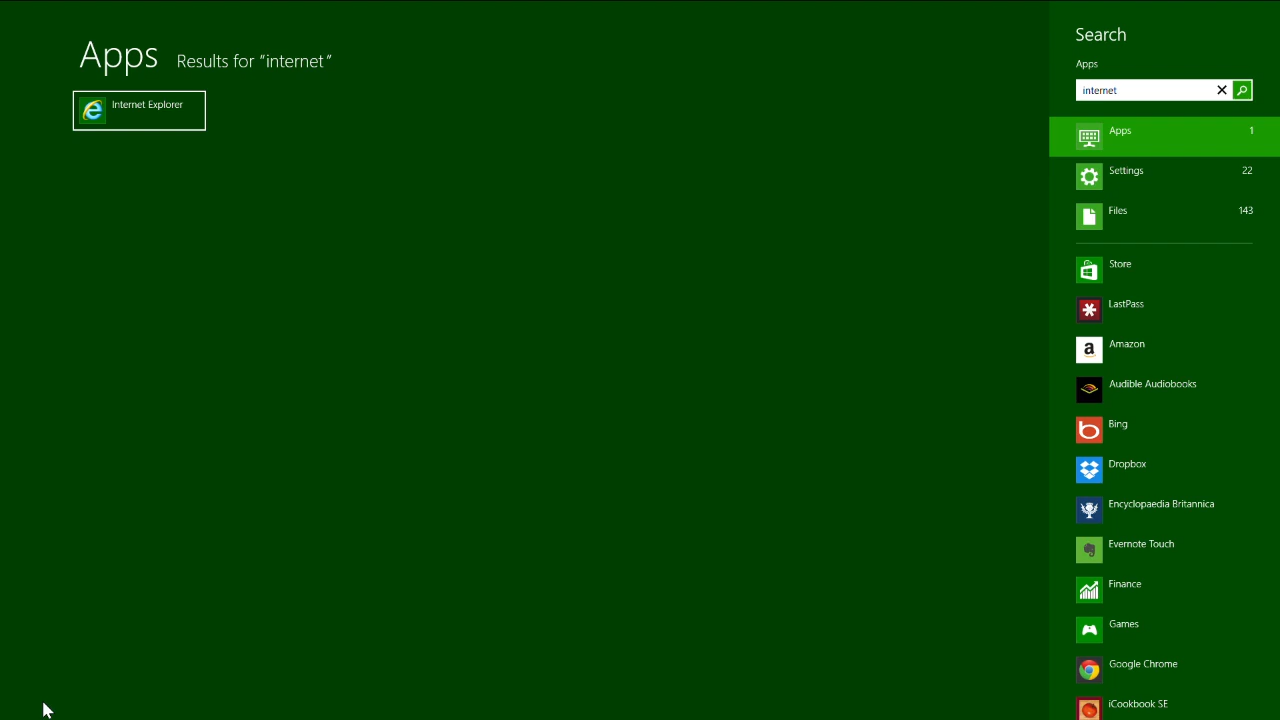 Apps Results for "internet"
Internet Explorer
Search
Apps
internet
Apps 1
Settings 22
Files 143
Store
LastPass
Amazon
Audible Audiobooks
Bing
Dropbox
Encyclopaedia Britannica
Evernote Touch
Finance
Games
Google Chrome
iCookbook SE